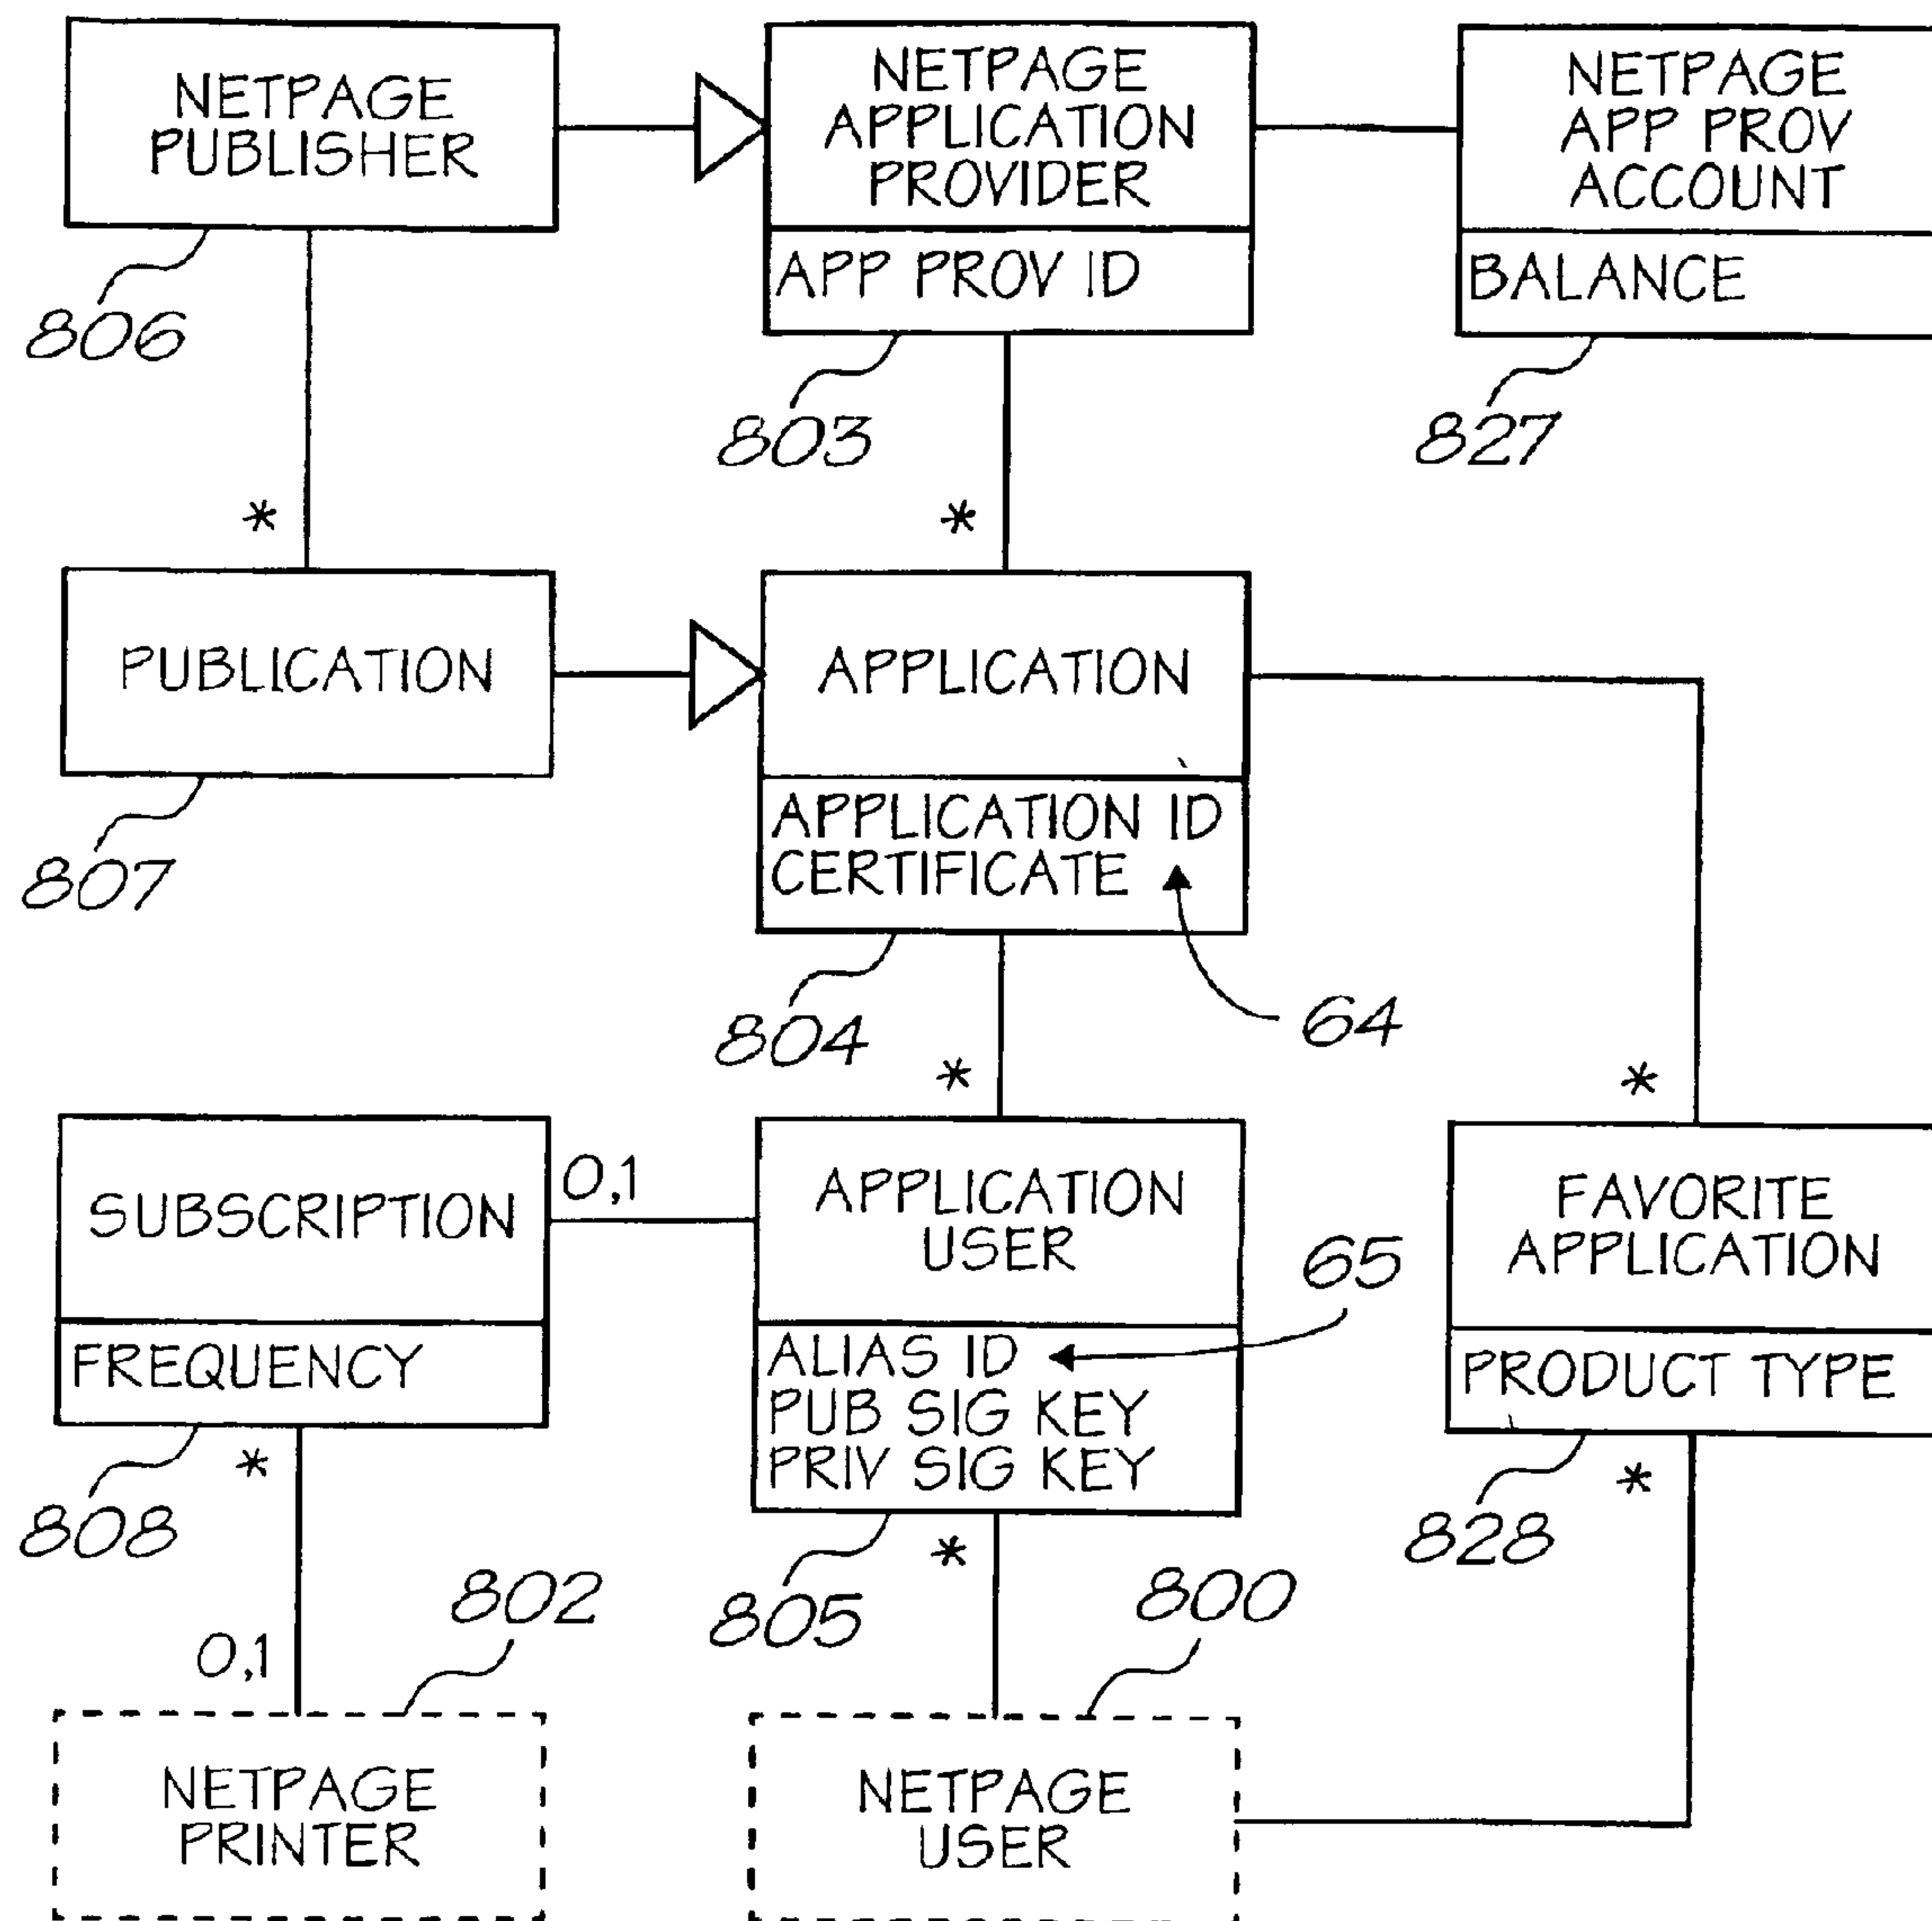 NETPAGE
PUBLISHER
NETPAGE
APPLICATION
PROVIDER
APP PROV ID
NETPAGE
APP PROV
ACCOUNT
BALANCE
806
803
827
*
*
PUBLICATION
APPLICATION
APPLICATION ID
CERTIFICATE
807
804
64
*
*
SUBSCRIPTION
FREQUENCY
0,1
APPLICATION
USER
ALIAS ID
PUB SIG KEY
PRIV SIG KEY
65
FAVORITE
APPLICATION
PRODUCT TYPE
808
*
805
*
828
*
802
800
0,1
NETPAGE
PRINTER
NETPAGE
USER